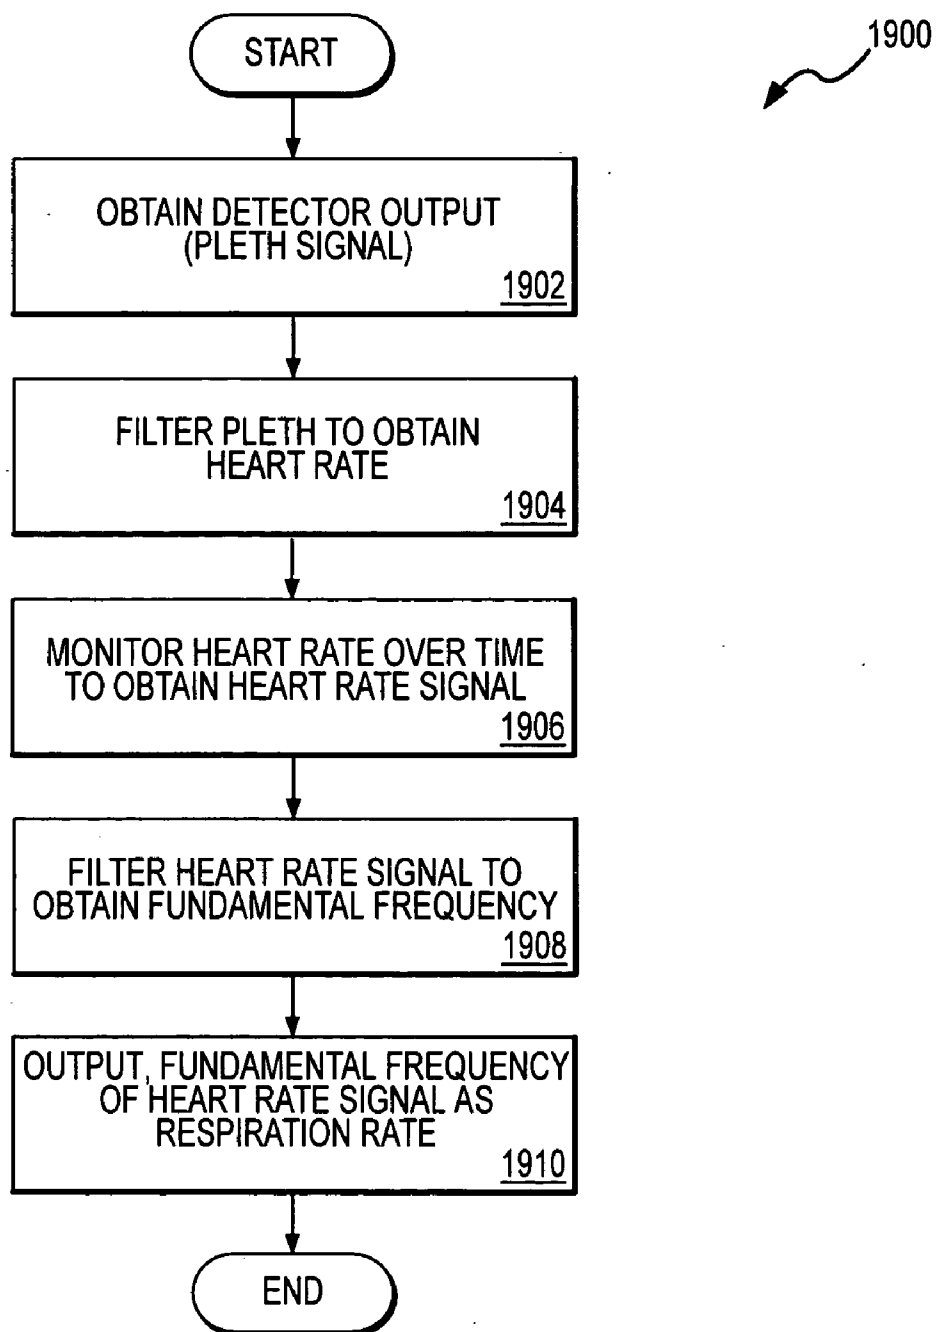 START
1900
OBTAIN DETECTOR OUTPUT
(PLETH SIGNAL)
1902
FILTER PLETH TO OBTAIN
HEART RATE
1904
MONITOR HEART RATE OVER TIME
TO OBTAIN HEART RATE SIGNAL
1906
FILTER HEART RATE SIGNAL TO
OBTAIN FUNDAMENTAL FREQUENCY
1908
OUTPUT, FUNDAMENTAL FREQUENCY
OF HEART RATE SIGNAL AS
RESPIRATION RATE
1910
END